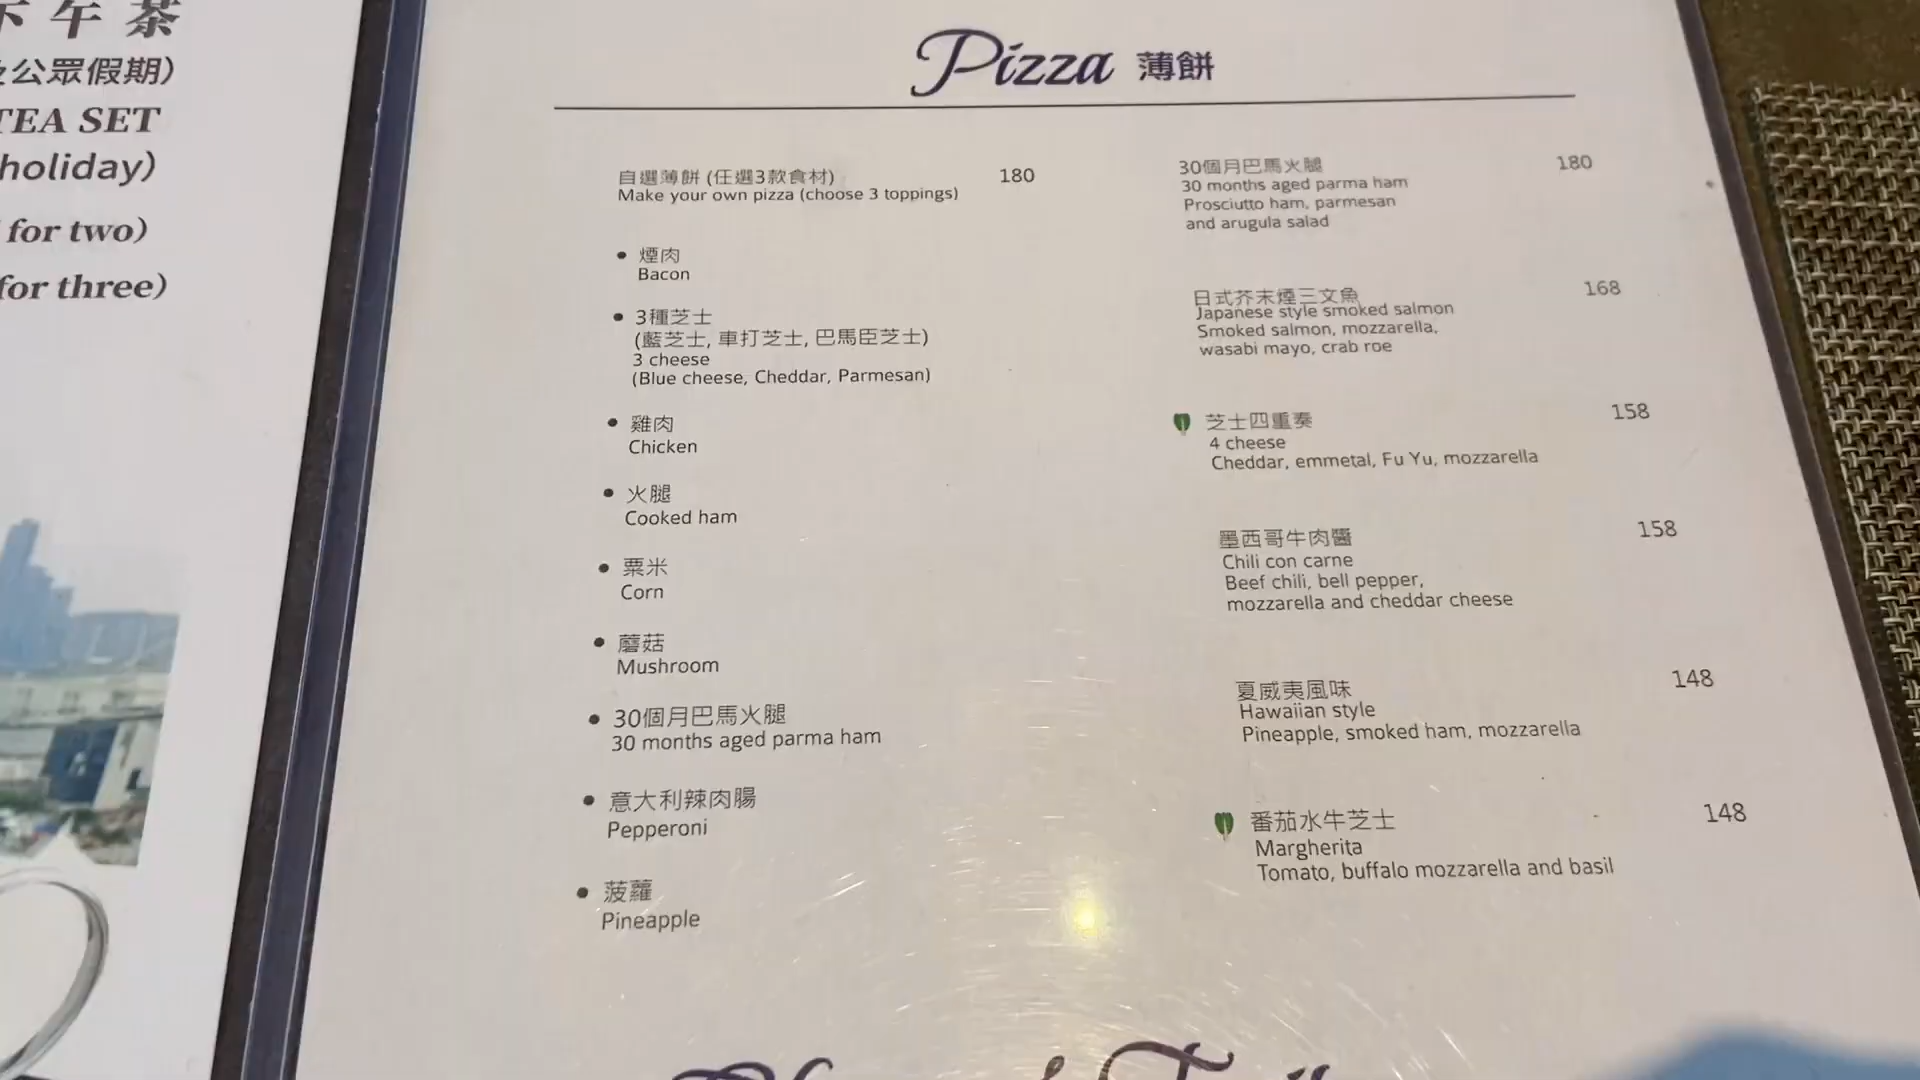 下午茶
公眾假期）
TEA SET
holiday)
for two)
for three)
Pizza 薄餅
自選薄餅 (任選3款食材) 180
Make your own pizza (choose 3 toppings)
• 煙肉
Bacon
• 3種芝士
(藍芝士, 車打芝士, 巴馬臣芝士)
3 cheese
(Blue cheese, Cheddar, Parmesan)
• 雞肉
Chicken
• 火腿
Cooked ham
• 粟米
Corn
• 蘑菇
Mushroom
• 30個月巴馬火腿
30 months aged parma ham
• 意大利辣肉腸
Pepperoni
• 菠蘿
Pineapple
30個月巴馬火腿 180
30 months aged parma ham
Prosciutto ham, parmesan
and arugula salad
日式芥末煙三文魚 168
Japanese style smoked salmon
Smoked salmon, mozzarella,
wasabi mayo, crab roe
芝士四重奏 158
4 cheese
Cheddar, emmetal, Fu Yu, mozzarella
墨西哥牛肉醬 158
Chili con carne
Beef chili, bell pepper,
mozzarella and cheddar cheese
夏威夷風味 148
Hawaiian style
Pineapple, smoked ham, mozzarella
番茄水牛芝士 148
Margherita
Tomato, buffalo mozzarella and basil